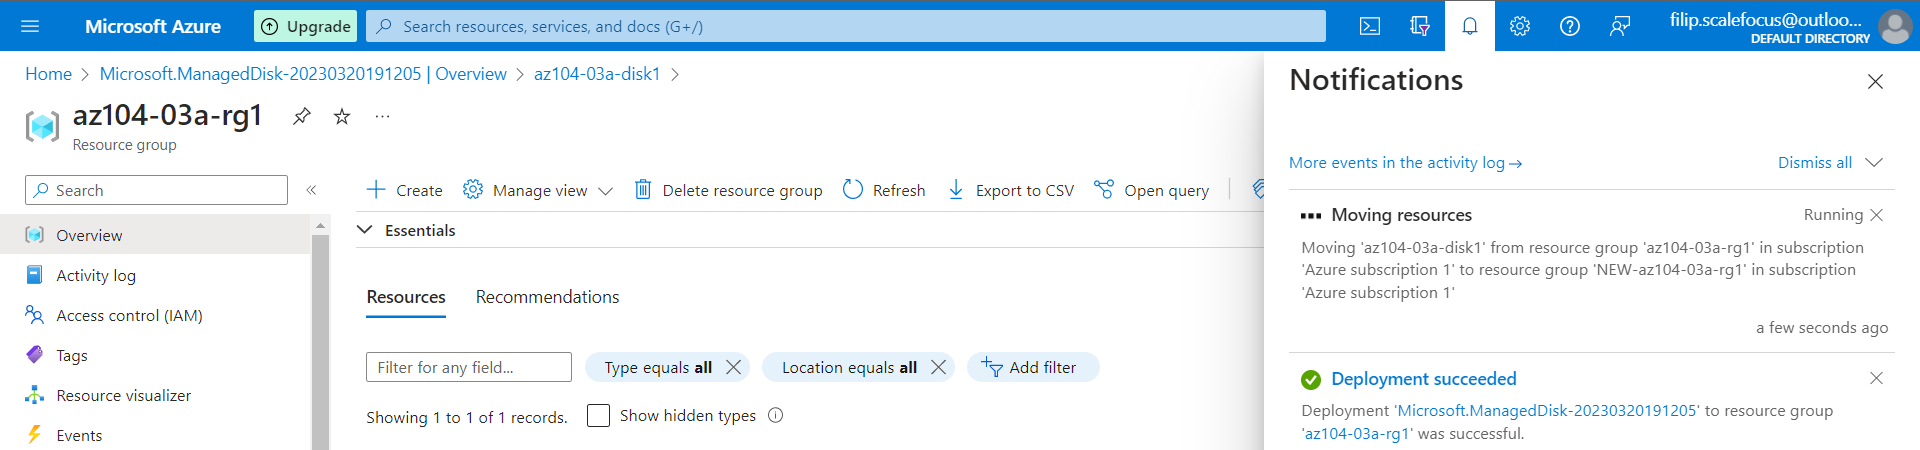 Microsoft Azure
Upgrade
Search resources, services, and docs (G+/)
filip.scalefocus@outloo...
DEFAULT DIRECTORY
Home > Microsoft.ManagedDisk-20230320191205 | Overview > az104-03a-disk1 >
az104-03a-rg1
Resource group
Search
Overview
Activity log
Access control (IAM)
Tags
Resource visualizer
Events
Create
Manage view
Delete resource group
Refresh
Export to CSV
Open query
Essentials
Resources
Recommendations
Filter for any field...
Type equals all
Location equals all
Add filter
Showing 1 to 1 of 1 records.
Show hidden types
Notifications
More events in the activity log →
Dismiss all
Moving resources
Running
Moving 'az104-03a-disk1' from resource group 'az104-03a-rg1' in subscription
'Azure subscription 1' to resource group 'NEW-az104-03a-rg1' in subscription
'Azure subscription 1'
a few seconds ago
Deployment succeeded
Deployment 'Microsoft.ManagedDisk-20230320191205' to resource group
'az104-03a-rg1' was successful.